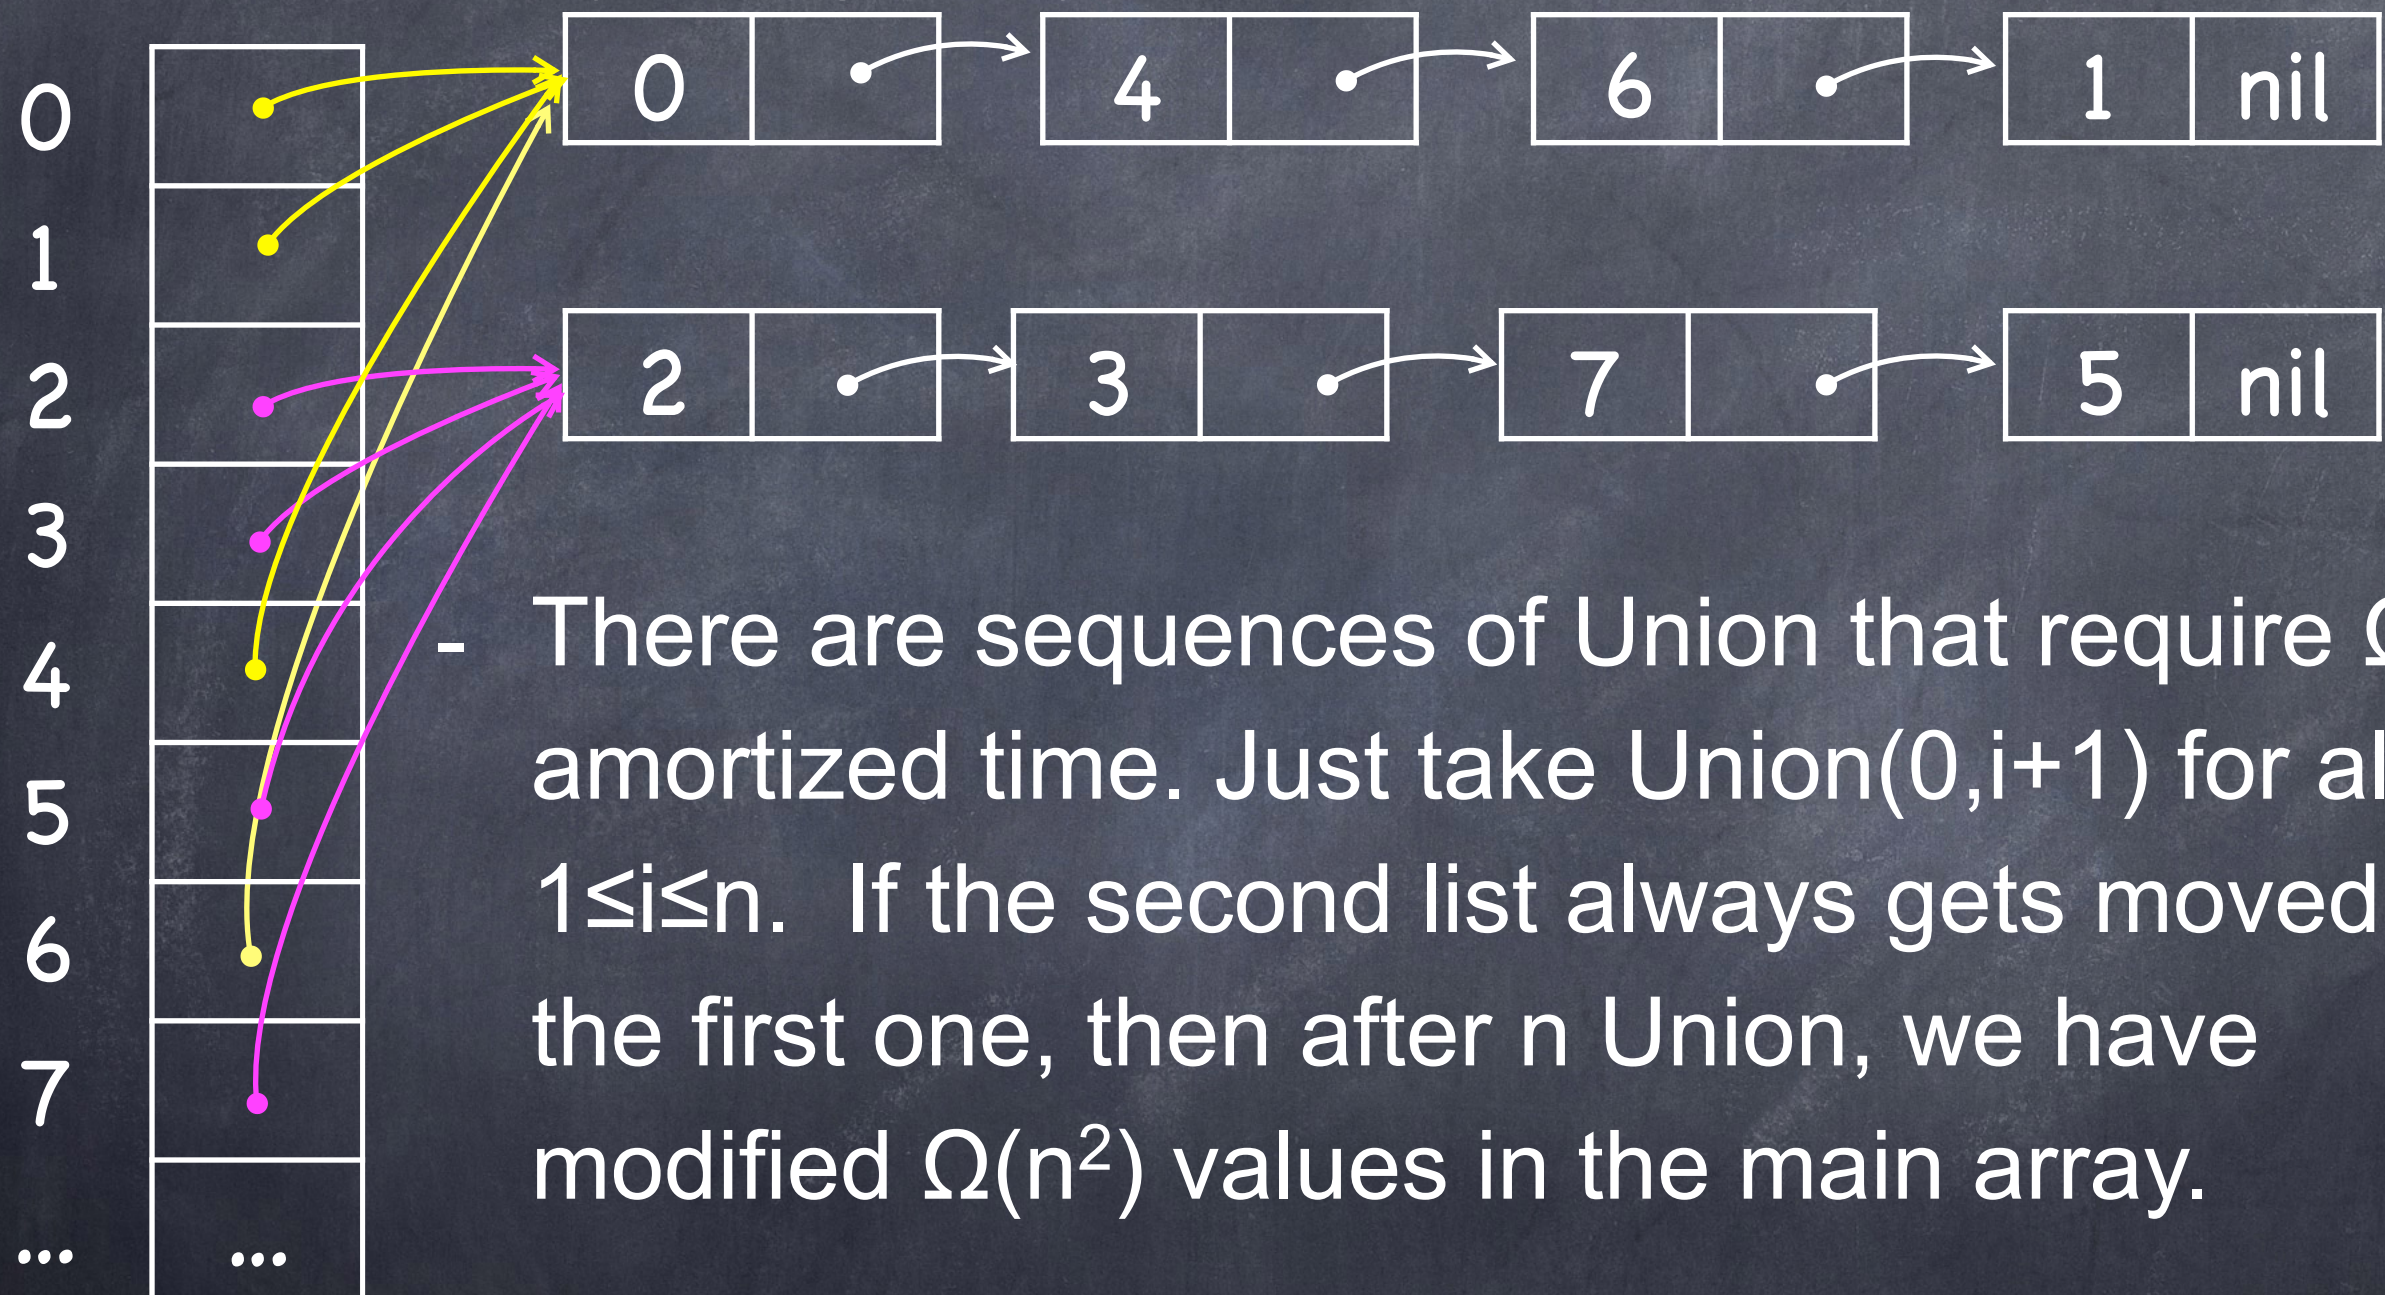 0 4 6 1 nil
0
1
2 3 7 5 nil
2
3
4
5
6
7
...
...
- There are sequences of Union that require
amortized time. Just take Union(0,i+1) for al
1≤i≤n. If the second list always gets moved
the first one, then after n Union, we have
modified Ω(n²) values in the main array.